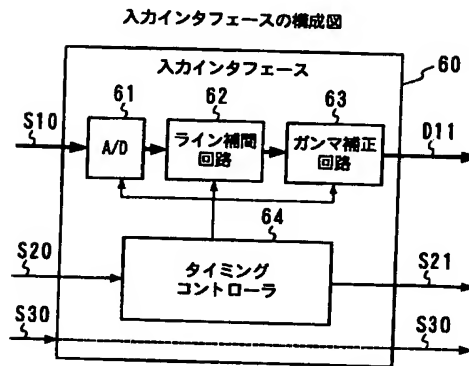 入力インタフェースの構成図
入力インタフェース
60
61
62
63
S10
A/D
ライン補間
回路
ガンマ補正
回路
D11
64
S20
タイミング
コントローラ
S21
S30
S30